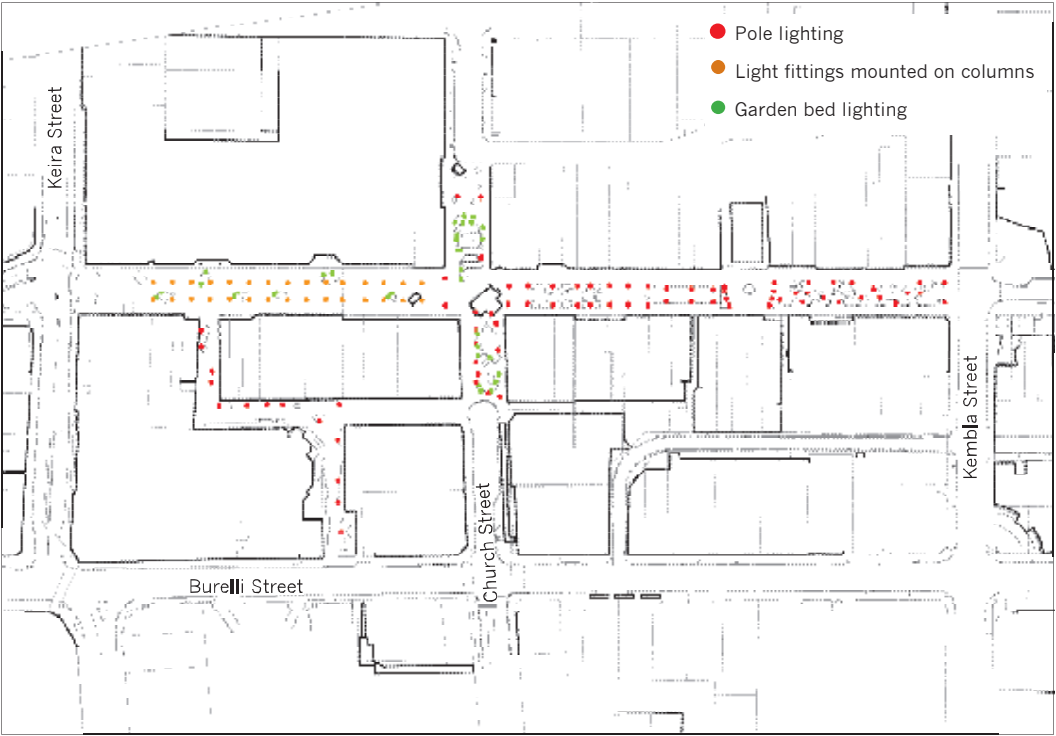 Pole lighting
Light fittings mounted on columns
Garden bed lighting
Keira Street
Kembla Street
Church Street
Burelli Street